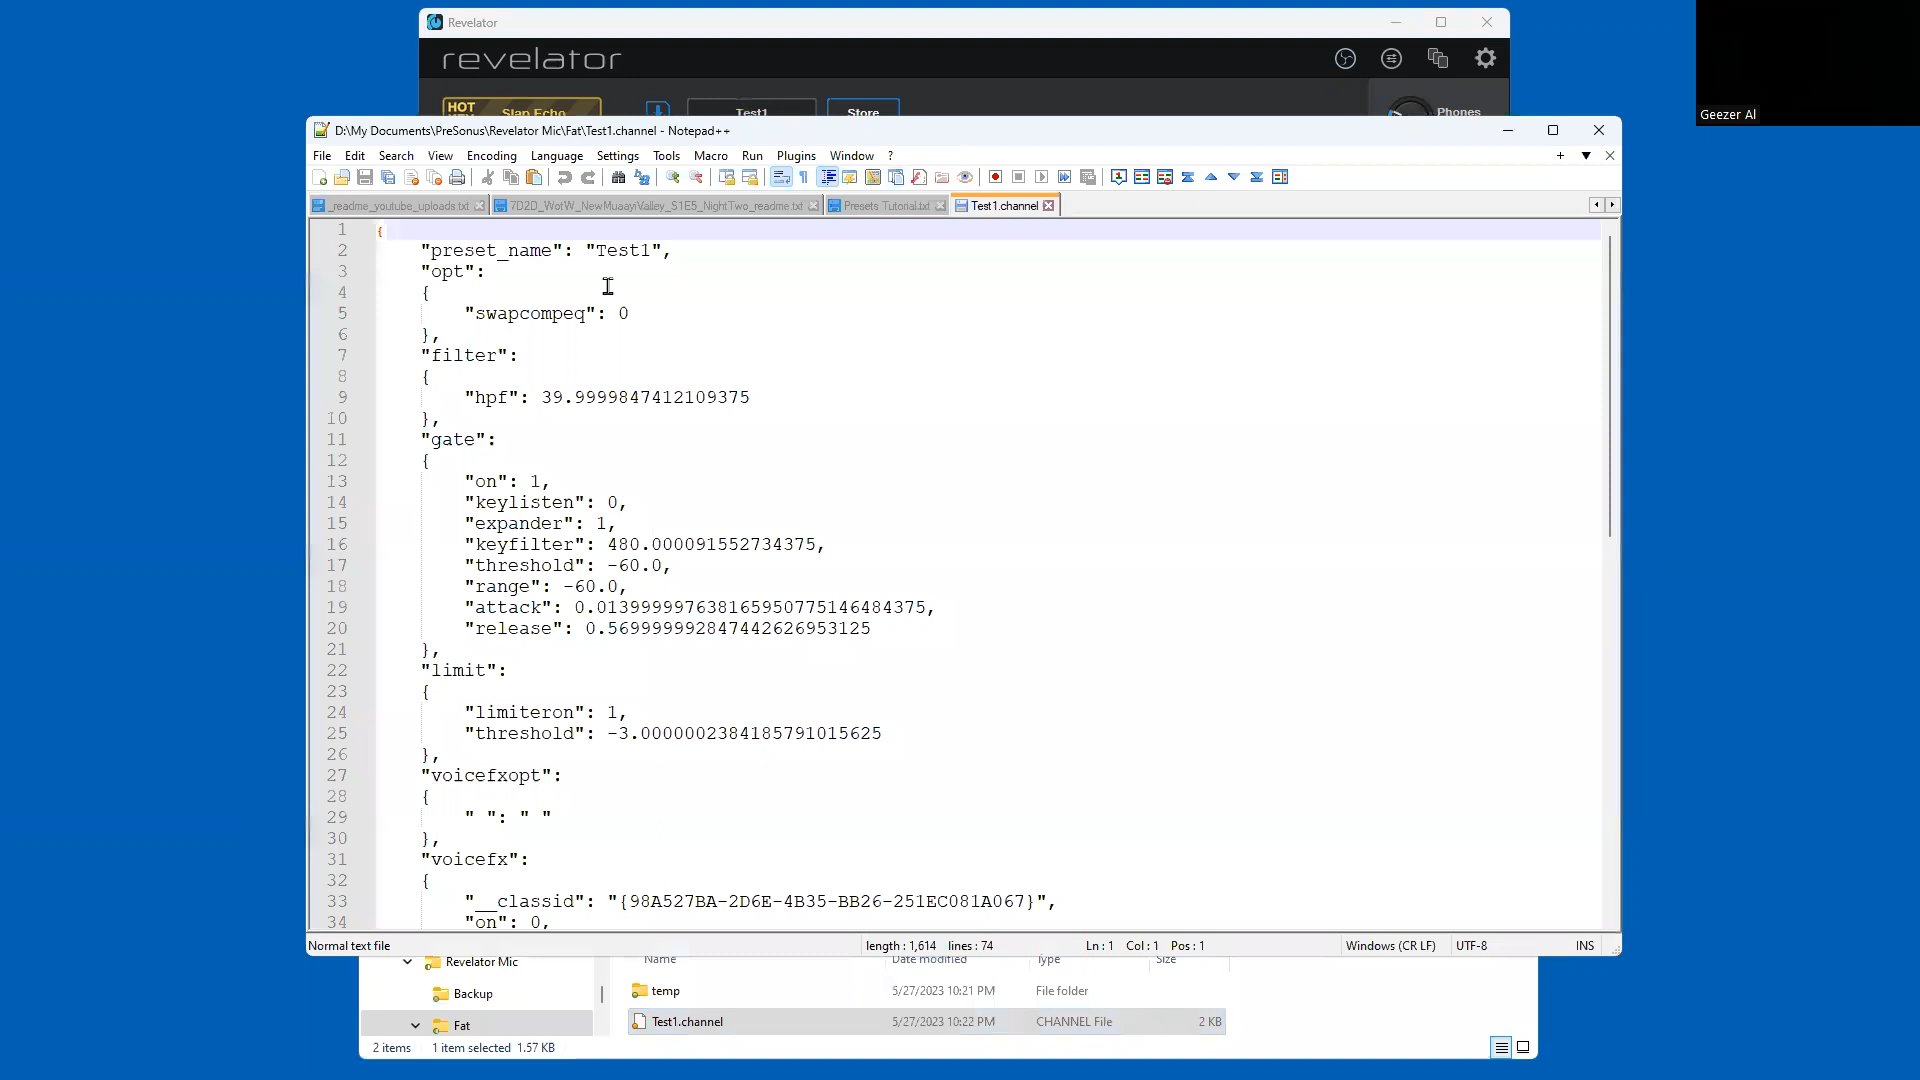 Revelator
revelator
HOT
KEY
Slap Echo
Test1
Store
Phones
Geezer Al
D:\My Documents\PreSonus\Revelator Mic\Fat\Test1.channel - Notepad++
File Edit Search View Encoding Language Settings Tools Macro Run Plugins Window ?
_readme_youtube_uploads.txt
7D2D_WotW_NewMuaayiValley_S1E5_NightTwo_readme.txt
Presets Tutorial.txt
Test1.channel
1 {
2 "preset_name": "Test1",
3 "opt":
4 {
5 "swapcompeq": 0
6 },
7 "filter":
8 {
9 "hpf": 39.9999847412109375
10 },
11 "gate":
12 {
13 "on": 1,
14 "keylisten": 0,
15 "expander": 1,
16 "keyfilter": 480.000091552734375,
17 "threshold": -60.0,
18 "range": -60.0,
19 "attack": 0.01399999763816595077514648​4375,
20 "release": 0.569999992847442626953125
21 },
22 "limit":
23 {
24 "limiteron": 1,
25 "threshold": -3.0000002384185791015625
26 },
27 "voicefxopt":
28 {
29 " ": " "
30 },
31 "voicefx":
32 {
33 "__classid": "{98A527BA-2D6E-4B35-BB26-251EC081A067}",
34 "on": 0,
Normal text file length : 1,614 lines : 74 Ln : 1 Col : 1 Pos : 1 Windows (CR LF) UTF-8 INS
Revelator Mic
Name Date modified Type Size
Backup
temp 5/27/2023 10:21 PM File folder
Fat
Test1.channel 5/27/2023 10:22 PM CHANNEL File 2 KB
2 items 1 item selected 1.57 KB